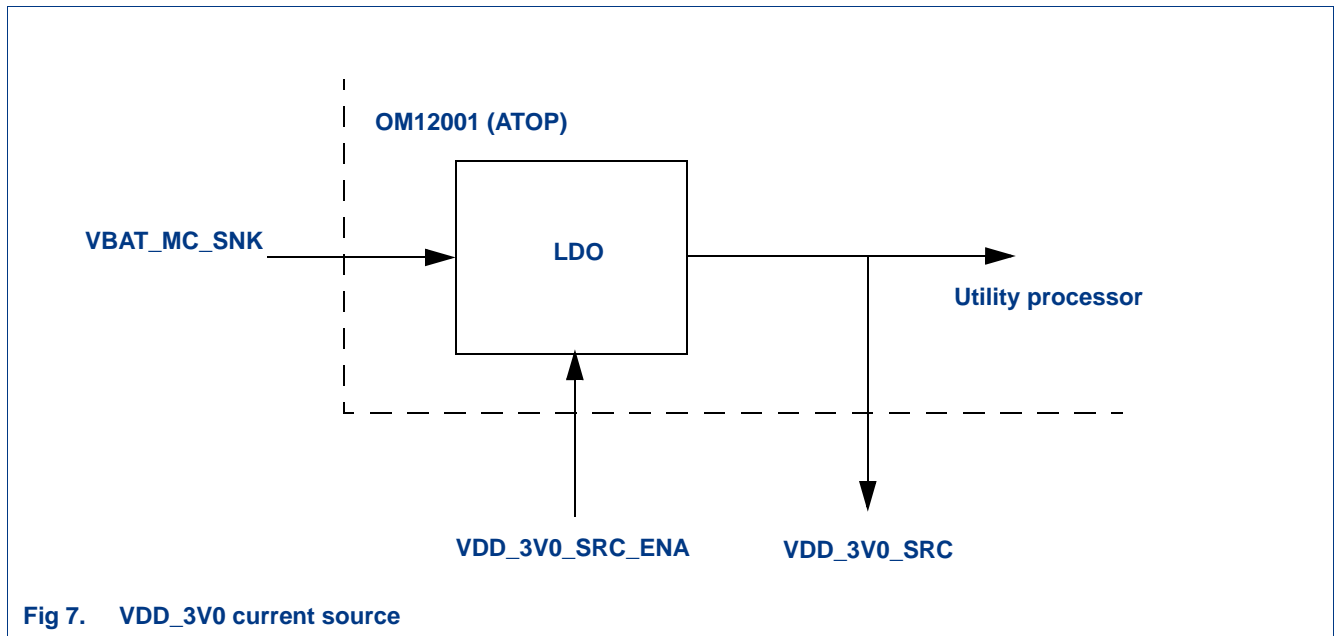 OM12001 (ATOP)
VBAT_MC_SNK
LDO
Utility processor
VDD_3V0_SRC_ENA
VDD_3V0_SRC
Fig 7. VDD_3V0 current source